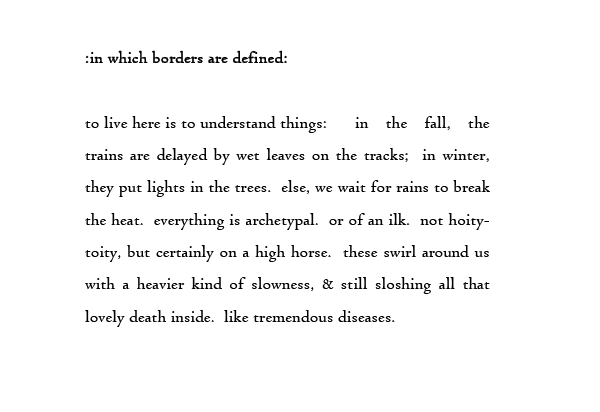 :in which borders are defined:
to live here is to understand things: in the fall, the
trains are delayed by wet leaves on the tracks; in winter,
they put lights in the trees. else, we wait for rains to break
the heat. everything is archetypal. or of an ilk. not hoity-
toity, but certainly on a high horse. these swirl around us
with a heavier kind of slowness, & still sloshing all that
lovely death inside. like tremendous diseases.